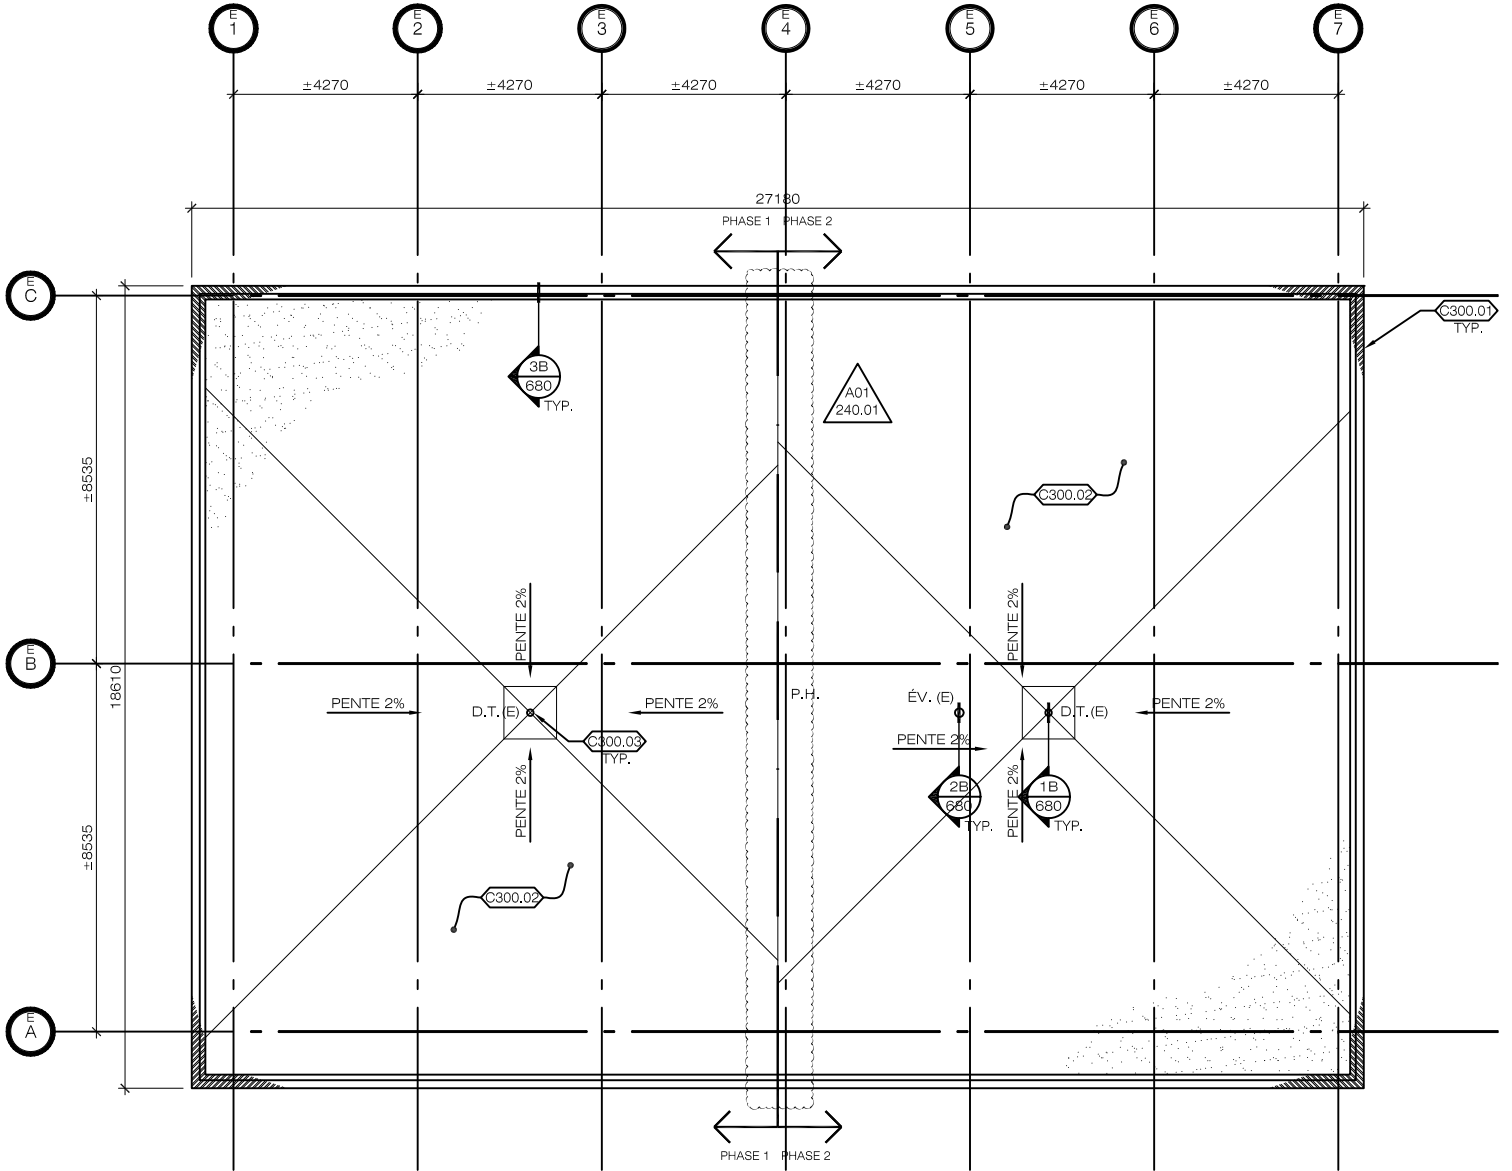 E
1
E
2
E
3
E
4
E
5
E
6
E
7
±4270
±4270
±4270
±4270
±4270
±4270
27180
PHASE 1
PHASE 2
E
C
C300.01
TYP.
3B
680
TYP.
A01
240.01
±8535
C300.02
PENTE 2%
PENTE 2%
E
B
18610
PENTE 2%
D.T.(E)
PENTE 2%
P.H.
ÉV. (E)
D.T.(E)
PENTE 2%
C300.03
TYP.
PENTE 2%
PENTE 2%
PENTE 2%
2B
680
TYP.
1B
680
TYP.
±8535
C300.02
E
A
PHASE 1
PHASE 2